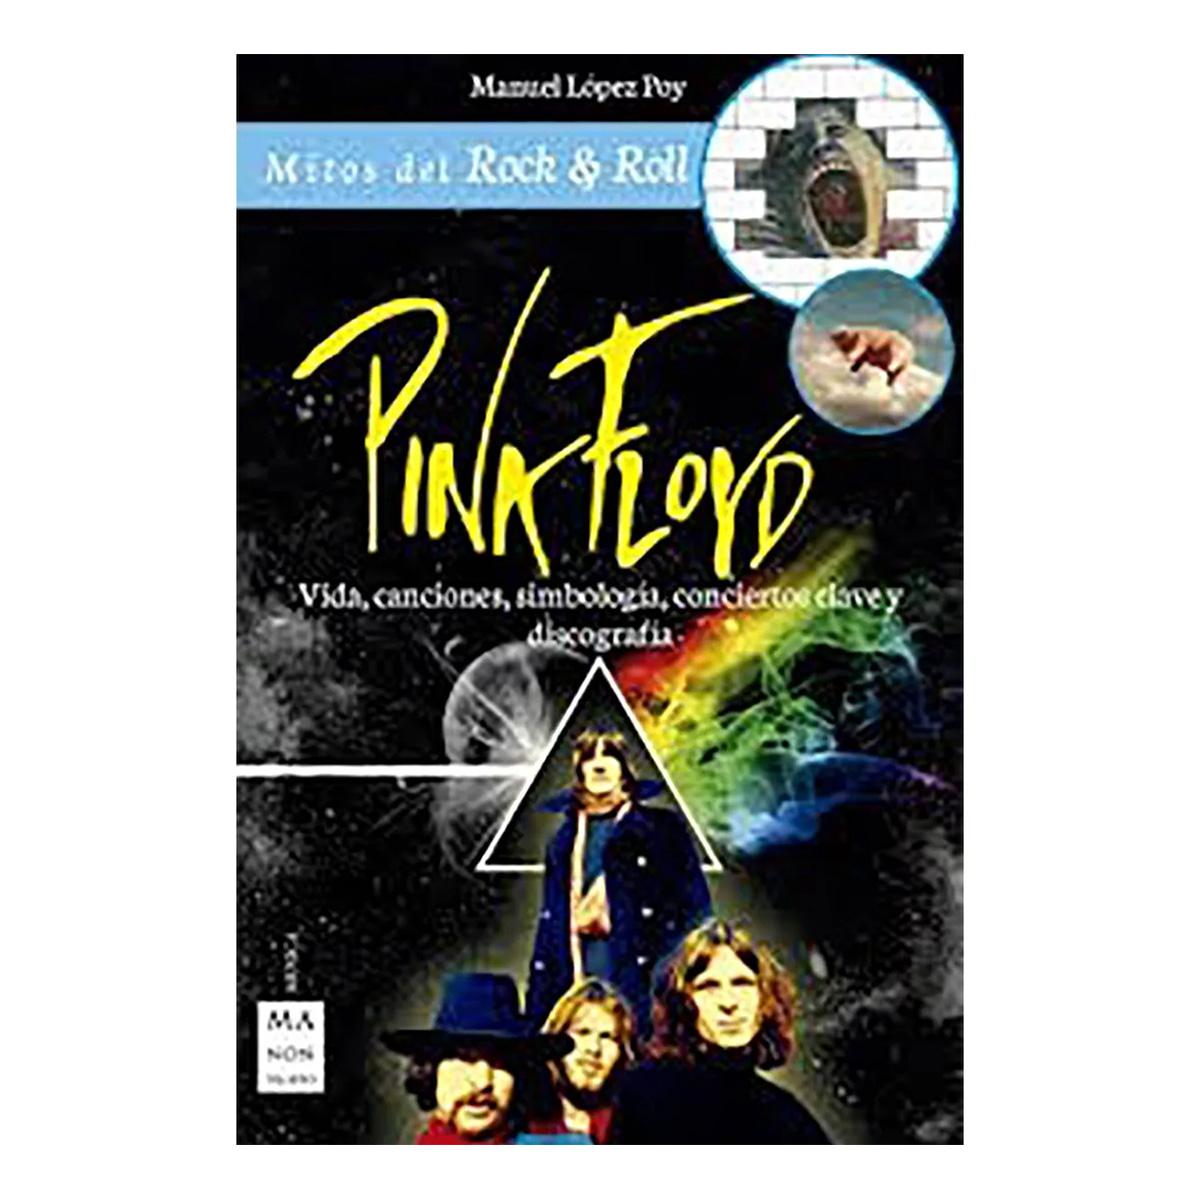 Manuel López Poy
Mitos del Rock & Roll
PINK FLOYD
Vida, canciones, simbología, conciertos clave y
discografía
MA
NON